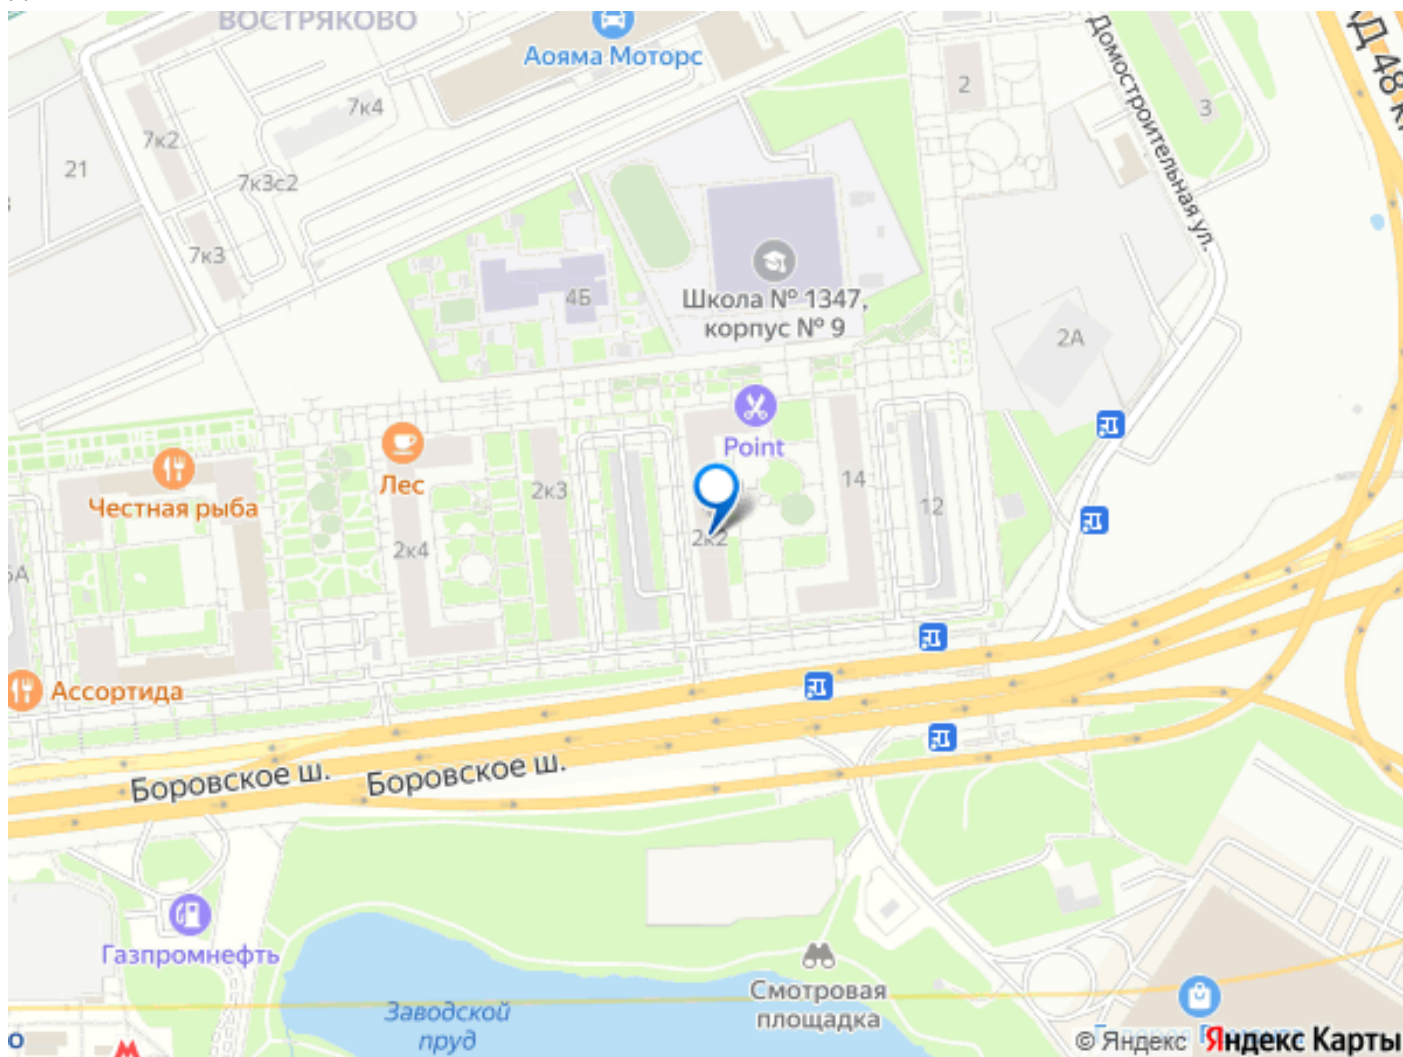 ВОСТРЯКОВО
Аояма Моторс
Домостроительная ул.
2
3
7к4
7к2
21
7к3с2
7к3
4Б
Школа № 1347,
корпус № 9
2А
Point
Лес
Честная рыба
2к3
14
12
2к2
2к4
Ассортида
Боровское ш.
Боровское ш.
Газпромнефть
Смотровая
площадка
Заводской
пруд
© Яндекс Яндекс Карты